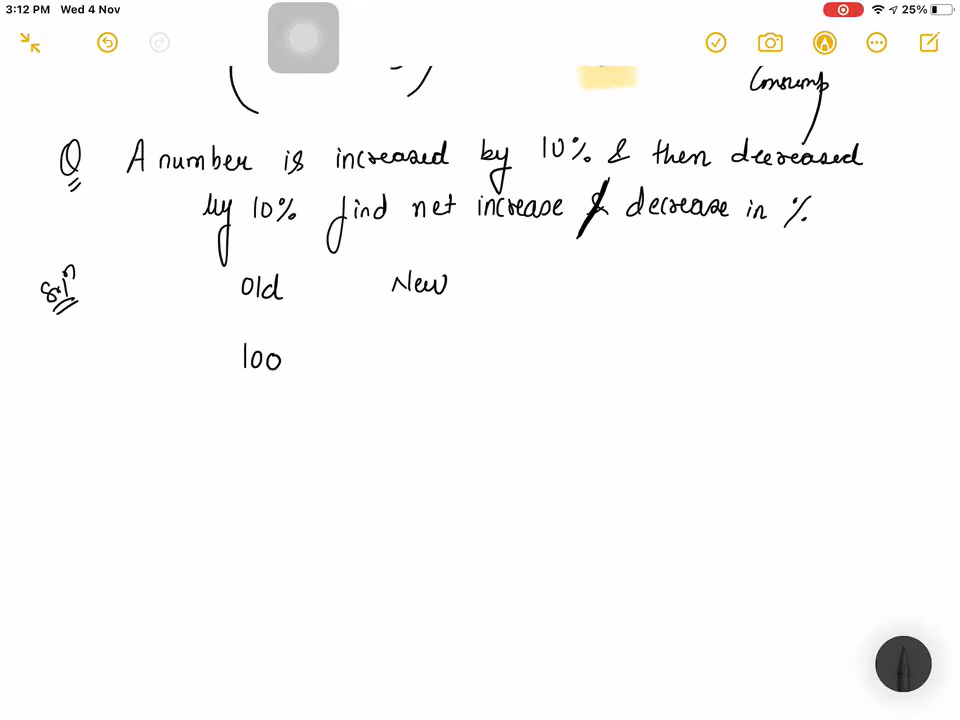 3:12 PM Wed 4 Nov
25%
Consump
Q A number is increased by 10% & then decreased
by 10% find net increase / decrease in %
Solⁿ Old New
100